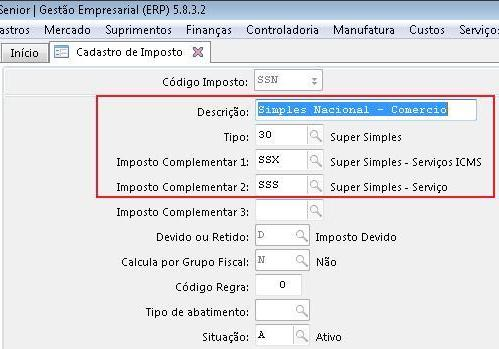 Senior | Gestão Empresarial (ERP) 5.8.3.2
astros Mercado Suprimentos Finanças Controladoria Manufatura Custos Serviços
Início Cadastro de Imposto
Código Imposto: SSN
Descrição: Simples Nacional - Comercio
Tipo: 30 Super Simples
Imposto Complementar 1: SSX Super Simples - Serviços ICMS
Imposto Complementar 2: SSS Super Simples - Serviço
Imposto Complementar 3:
Devido ou Retido: D Imposto Devido
Calcula por Grupo Fiscal: N Não
Código Regra: 0
Tipo de abatimento:
Situação: A Ativo